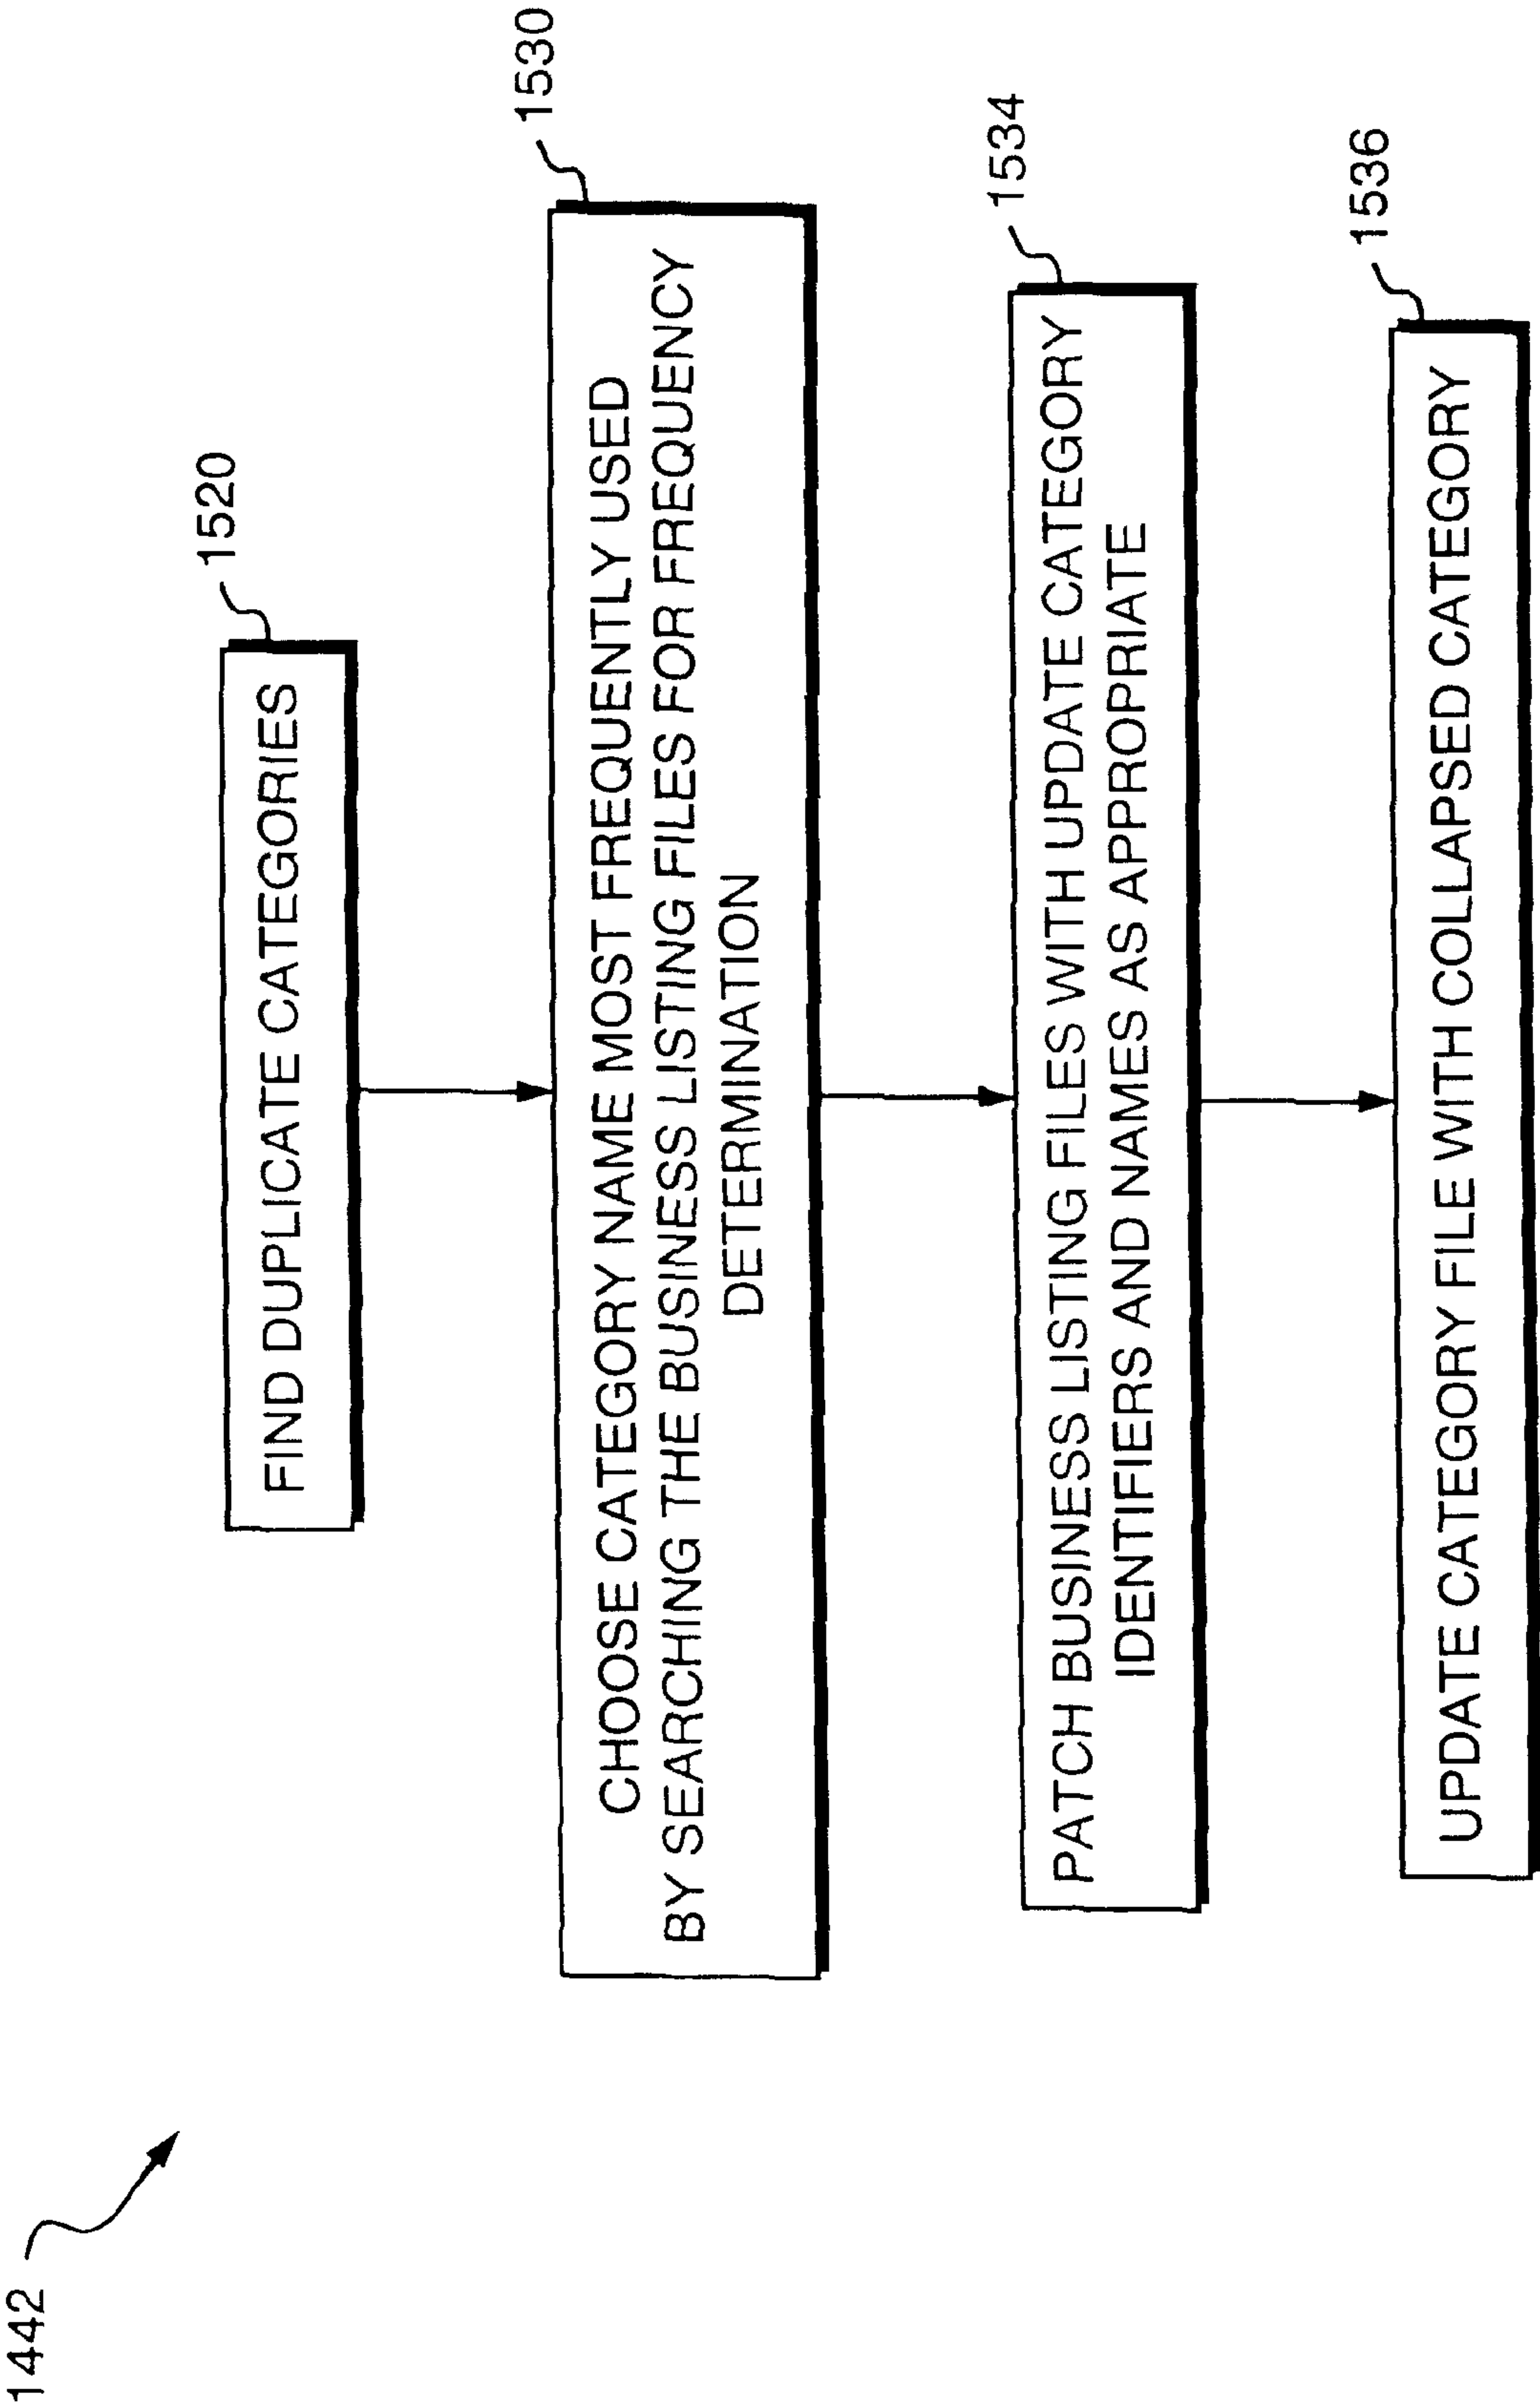 1442
1520
FIND DUPLICATE CATEGORIES
1530
CHOOSE CATEGORY NAME MOST FREQUENTLY USED
BY SEARCHING THE BUSINESS LISTING FILES FOR FREQUENCY
DETERMINATION
1534
PATCH BUSINESS LISTING FILES WITH UPDATE CATEGORY
IDENTIFIERS AND NAMES AS APPROPRIATE
1536
UPDATE CATEGORY FILE WITH COLLAPSED CATEGORY